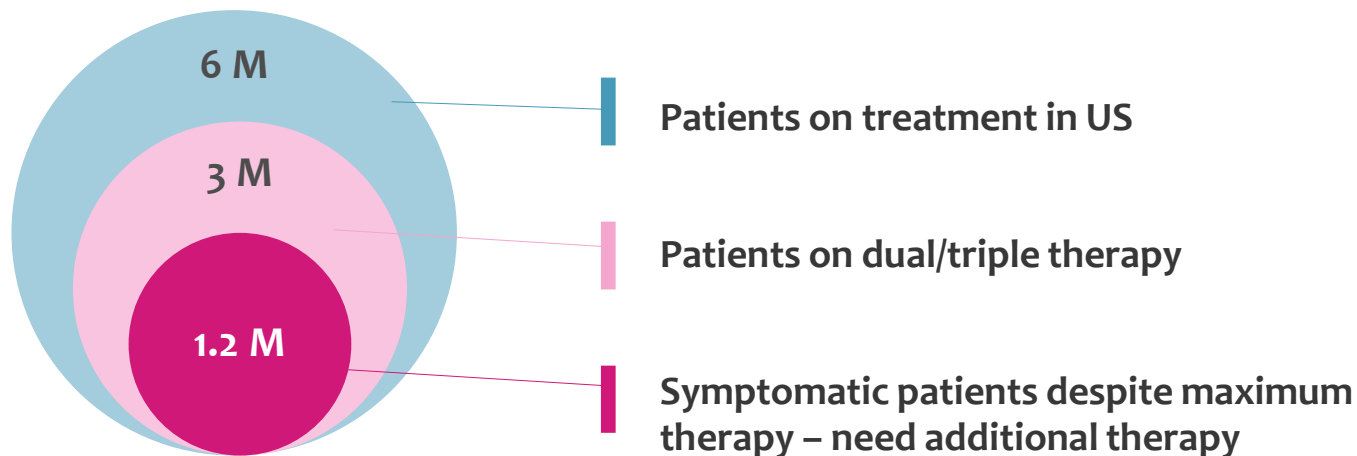 6 M
Patients on treatment in US
3 M
Patients on dual/triple therapy
1.2 M
Symptomatic patients despite maximum
therapy – need additional therapy